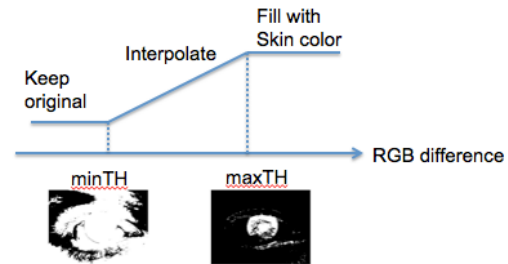 Fill with
Skin color
Interpolate
Keep
original
RGB difference
minTH
maxTH